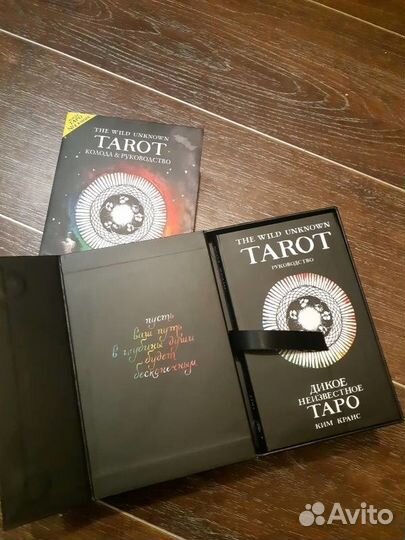 THE WILD UNKNOWN
TAROT
КОЛОДА & РУКОВОДСТВО
пусть
ваш путь
в глубины души
будет
бесконечным
THE WILD UNKNOWN
TAROT
РУКОВОДСТВО
ДИКОЕ
НЕИЗВЕСТНОЕ
ТАРО
КИМ КРАНС
Avito